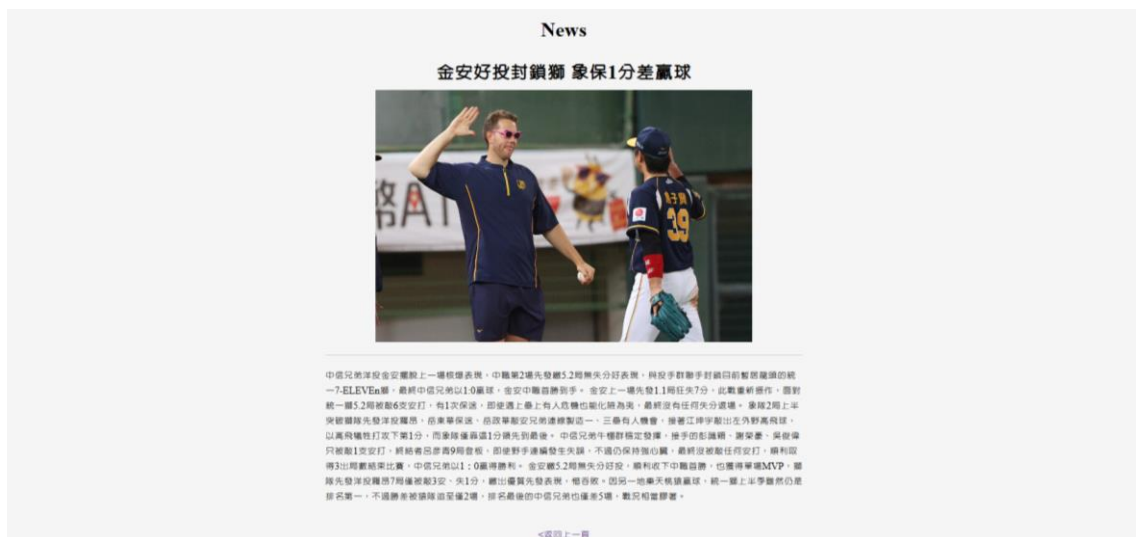 News
金安好投封鎖獅 象保1分差贏球
幣A
39
中信兄弟洋投金安擺脫上一場核爆表現，中職第2場先發繳5.2局無失分好表現，與投手群聯手封鎖目前暫居龍頭的統
一7-ELEVEn獅，最終中信兄弟以1:0贏球，金安中職首勝到手。 金安上一場先發1.1局狂失7分，此戰重新振作，面對
統一獅5.2局被敲6支安打，有1次保送，即使遇上壘上有人危機也能化險為夷，最終沒有任何失分退場。 象隊2局上半
突破獅隊先發洋投羅昂，岳東華保送、岳政華敲安兄弟連線製造一、三壘有人機會，接著江坤宇敲出左外野高飛球，
以高飛犧牲打攻下第1分，而象隊僅靠這1分領先到最後。 中信兄弟牛棚群穩定發揮，接手的彭識穎、謝榮豪、吳俊偉
只被敲1支安打，終結者呂彥青9局登板，即使野手連續發生失誤，不過仍保持強心臟，最終沒被敲任何安打，順利取
得3出局數結束比賽，中信兄弟以1：0贏得勝利。 金安繳5.2局無失分好投，順利收下中職首勝，也獲得單場MVP，獅
隊先發洋投羅昂7局僅被敲3安、失1分，繳出優質先發表現，惜吞敗。因另一地樂天桃猿贏球，統一獅上半季雖然仍是
排名第一，不過勝差被猿隊追至僅2場，排名最後的中信兄弟也僅差5場，戰況相當膠著。
<返回上一頁